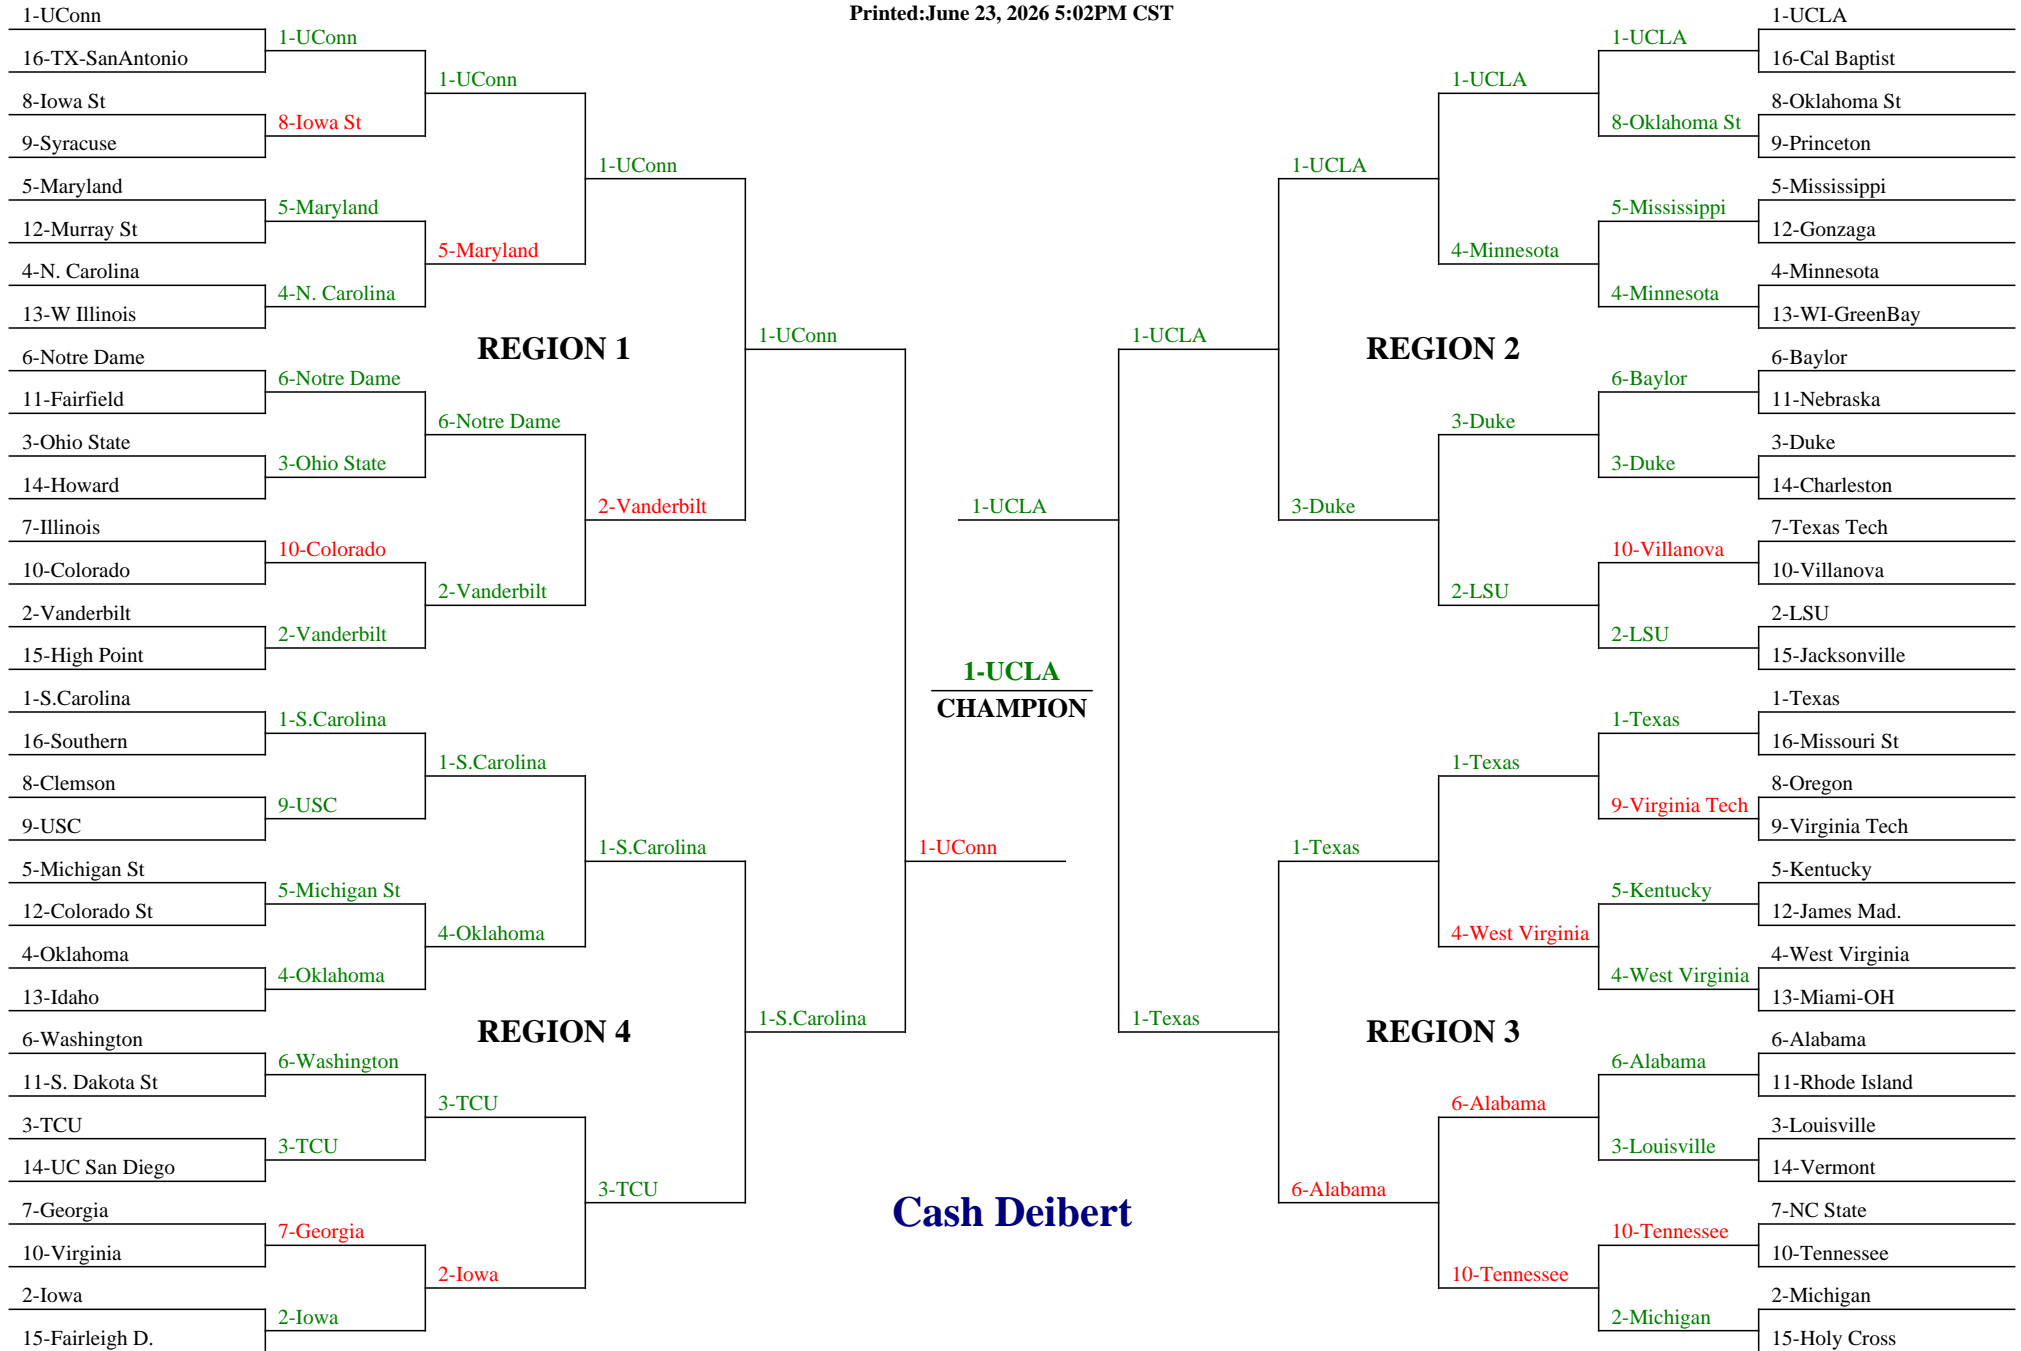 Printed:June 23, 2026 5:02PM CST
1-UConn
16-TX-SanAntonio
8-Iowa St
9-Syracuse
5-Maryland
12-Murray St
4-N. Carolina
13-W Illinois
6-Notre Dame
11-Fairfield
3-Ohio State
14-Howard
7-Illinois
10-Colorado
2-Vanderbilt
15-High Point
1-UConn
8-Iowa St
5-Maryland
4-N. Carolina
6-Notre Dame
3-Ohio State
10-Colorado
2-Vanderbilt
1-UConn
5-Maryland
6-Notre Dame
2-Vanderbilt
1-UConn
2-Vanderbilt
1-UConn
REGION 1
1-S.Carolina
16-Southern
8-Clemson
9-USC
5-Michigan St
12-Colorado St
4-Oklahoma
13-Idaho
6-Washington
11-S. Dakota St
3-TCU
14-UC San Diego
7-Georgia
10-Virginia
2-Iowa
15-Fairleigh D.
1-S.Carolina
9-USC
5-Michigan St
4-Oklahoma
6-Washington
3-TCU
7-Georgia
2-Iowa
1-S.Carolina
4-Oklahoma
3-TCU
2-Iowa
1-S.Carolina
3-TCU
1-S.Carolina
REGION 4
1-UCLA
1-UCLA
CHAMPION
1-UConn
Cash Deibert
1-UCLA
16-Cal Baptist
8-Oklahoma St
9-Princeton
5-Mississippi
12-Gonzaga
4-Minnesota
13-WI-GreenBay
6-Baylor
11-Nebraska
3-Duke
14-Charleston
7-Texas Tech
10-Villanova
2-LSU
15-Jacksonville
1-UCLA
8-Oklahoma St
5-Mississippi
4-Minnesota
6-Baylor
3-Duke
10-Villanova
2-LSU
1-UCLA
4-Minnesota
3-Duke
2-LSU
1-UCLA
3-Duke
1-UCLA
REGION 2
1-Texas
16-Missouri St
8-Oregon
9-Virginia Tech
5-Kentucky
12-James Mad.
4-West Virginia
13-Miami-OH
6-Alabama
11-Rhode Island
3-Louisville
14-Vermont
7-NC State
10-Tennessee
2-Michigan
15-Holy Cross
1-Texas
9-Virginia Tech
5-Kentucky
4-West Virginia
6-Alabama
3-Louisville
10-Tennessee
2-Michigan
1-Texas
4-West Virginia
6-Alabama
10-Tennessee
1-Texas
6-Alabama
1-Texas
REGION 3